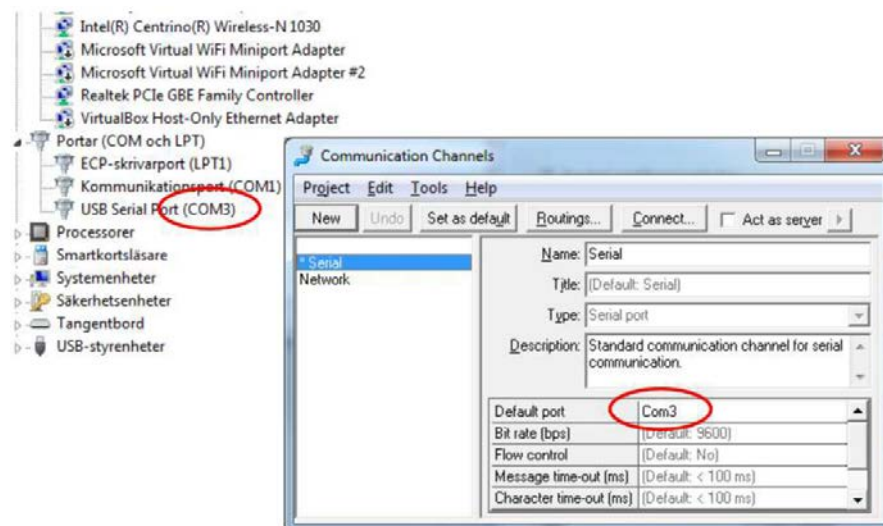 Intel(R) Centrino(R) Wireless-N 1030
Microsoft Virtual WiFi Miniport Adapter
Microsoft Virtual WiFi Miniport Adapter #2
Realtek PCIe GBE Family Controller
VirtualBox Host-Only Ethernet Adapter
Portar (COM och LPT)
ECP-skrivarport (LPT1)
Kommunikationsport (COM1)
USB Serial Port (COM3)
Processorer
Smartkortsläsare
Systemenheter
Säkerhetsenheter
Tangentbord
USB-styrenheter
Communication Channels
Project Edit Tools Help
New Undo Set as default Routings... Connect... Act as server
* Serial
Network
Name: Serial
Title: (Default: Serial)
Type: Serial port
Description: Standard communication channel for serial
communication.
Default port Com3
Bit rate (bps) (Default: 9600)
Flow control (Default: No)
Message time-out (ms) (Default: < 100 ms)
Character time-out (ms) (Default: < 100 ms)